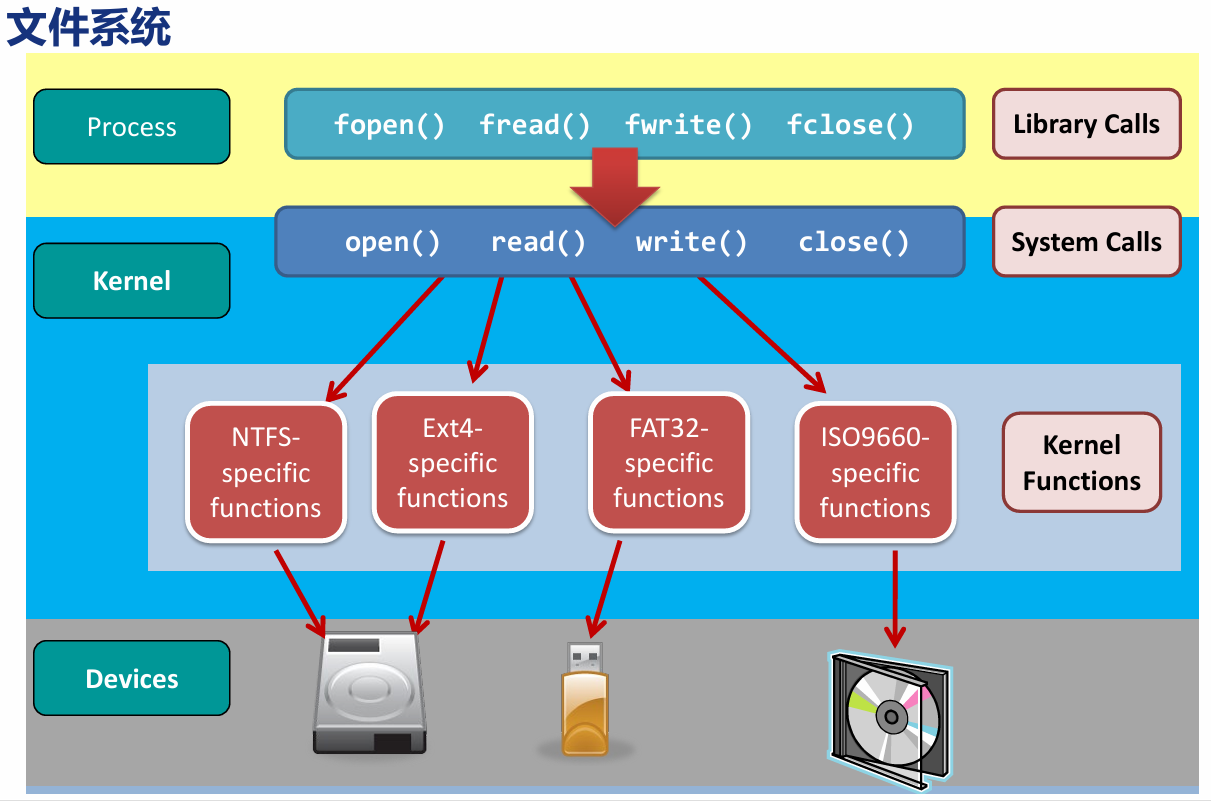 文件系统
Process
fopen() fread() fwrite() fclose()
Library Calls
open() read() write() close()
System Calls
Kernel
NTFS-
specific
functions
Ext4-
specific
functions
FAT32-
specific
functions
ISO9660-
specific
functions
Kernel
Functions
Devices